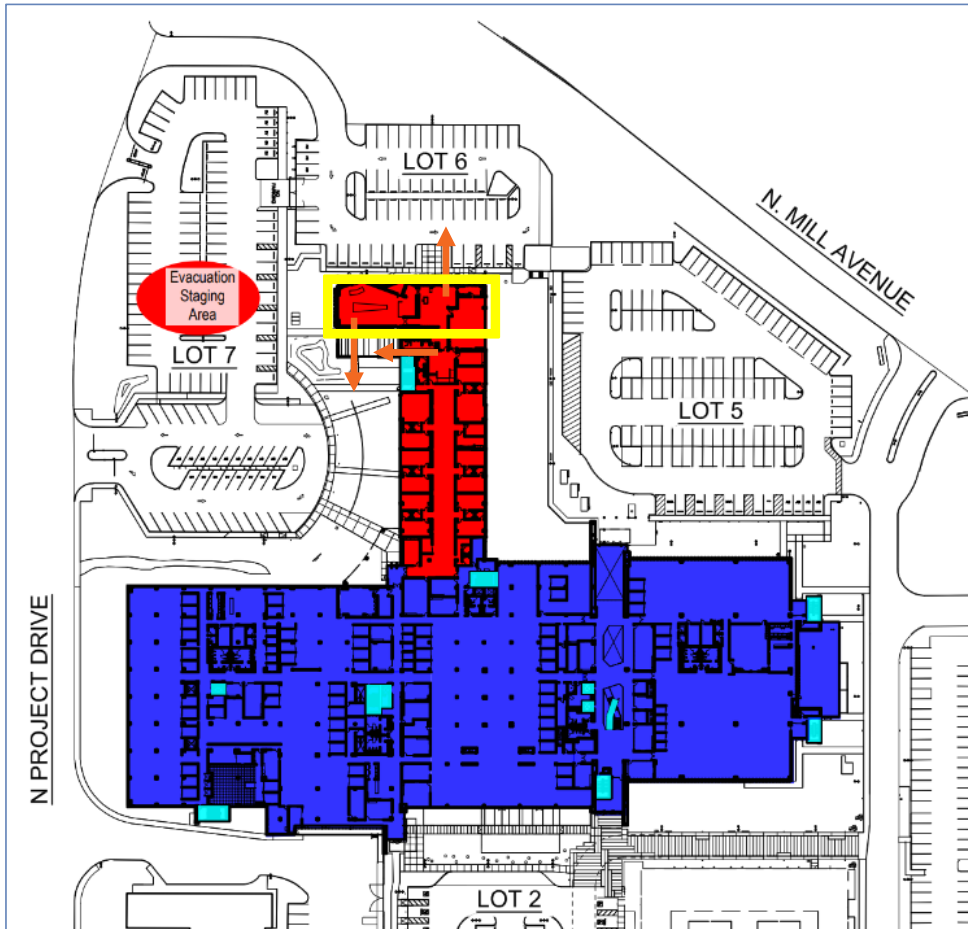 LOT 6
N. MILL AVENUE
Evacuation
Staging
Area
LOT 7
LOT 5
N PROJECT DRIVE
LOT 2